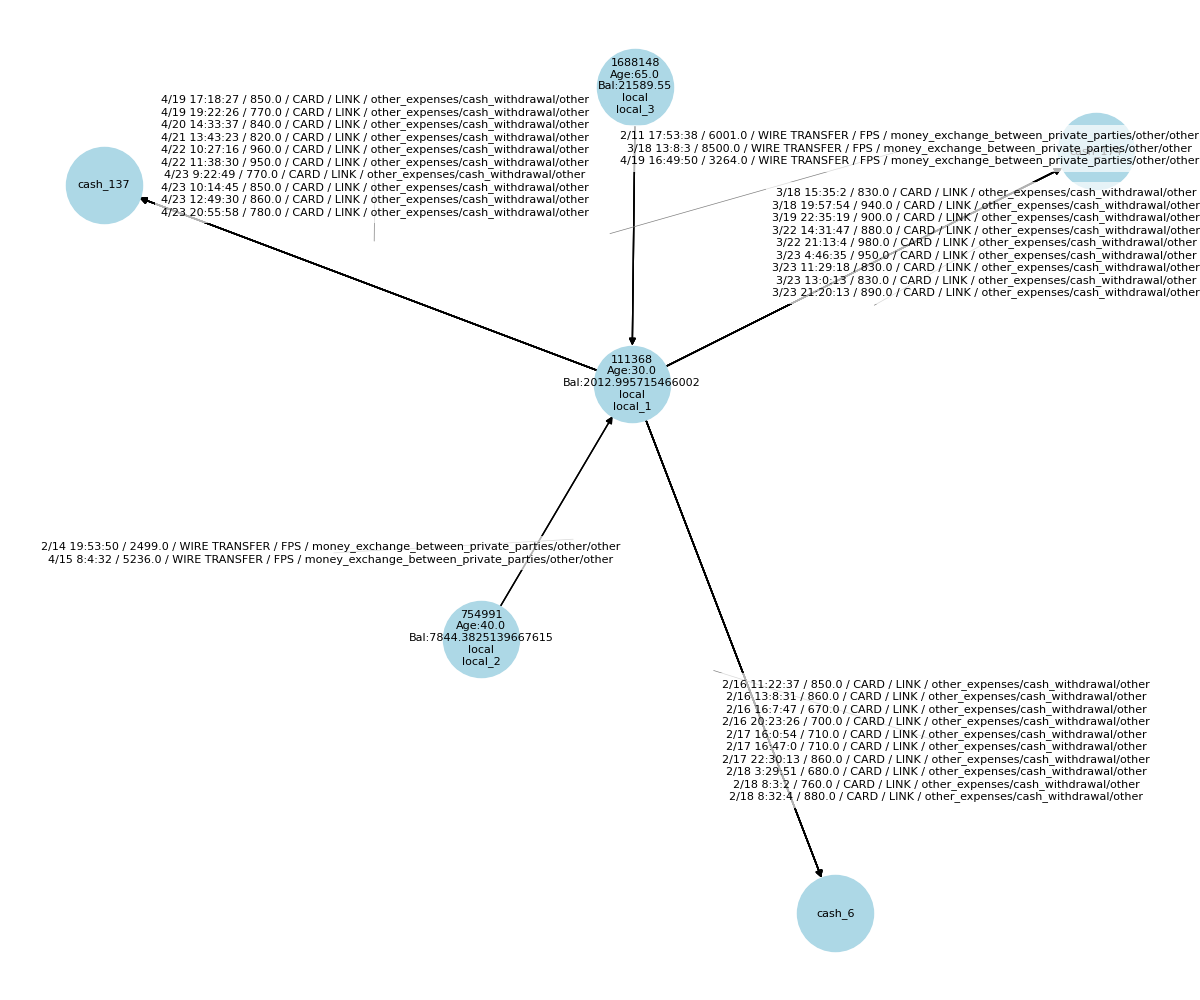 1688148
Age:65.0
Bal:21589.55
local
local_3
4/19 17:18:27 / 850.0 / CARD / LINK / other_expenses/cash_withdrawal/other
4/19 19:22:26 / 770.0 / CARD / LINK / other_expenses/cash_withdrawal/other
4/20 14:33:37 / 840.0 / CARD / LINK / other_expenses/cash_withdrawal/other
4/21 13:43:23 / 820.0 / CARD / LINK / other_expenses/cash_withdrawal/other
4/22 10:27:16 / 960.0 / CARD / LINK / other_expenses/cash_withdrawal/other
4/22 11:38:30 / 950.0 / CARD / LINK / other_expenses/cash_withdrawal/other
4/23 9:22:49 / 770.0 / CARD / LINK / other_expenses/cash_withdrawal/other
4/23 10:14:45 / 850.0 / CARD / LINK / other_expenses/cash_withdrawal/other
4/23 12:49:30 / 860.0 / CARD / LINK / other_expenses/cash_withdrawal/other
4/23 20:55:58 / 780.0 / CARD / LINK / other_expenses/cash_withdrawal/other
2/11 17:53:38 / 6001.0 / WIRE TRANSFER / FPS / money_exchange_between_private_parties/other/other
3/18 13:8:3 / 8500.0 / WIRE TRANSFER / FPS / money_exchange_between_private_parties/other/other
4/19 16:49:50 / 3264.0 / WIRE TRANSFER / FPS / money_exchange_between_private_parties/other/other
cash_137
3/18 15:35:2 / 830.0 / CARD / LINK / other_expenses/cash_withdrawal/other
3/18 19:57:54 / 940.0 / CARD / LINK / other_expenses/cash_withdrawal/other
3/19 22:35:19 / 900.0 / CARD / LINK / other_expenses/cash_withdrawal/other
3/22 14:31:47 / 880.0 / CARD / LINK / other_expenses/cash_withdrawal/other
3/22 21:13:4 / 980.0 / CARD / LINK / other_expenses/cash_withdrawal/other
3/23 4:46:35 / 950.0 / CARD / LINK / other_expenses/cash_withdrawal/other
3/23 11:29:18 / 830.0 / CARD / LINK / other_expenses/cash_withdrawal/other
3/23 13:0:13 / 830.0 / CARD / LINK / other_expenses/cash_withdrawal/other
3/23 21:20:13 / 890.0 / CARD / LINK / other_expenses/cash_withdrawal/other
111368
Age:30.0
Bal:2012.995715466002
local
local_1
2/14 19:53:50 / 2499.0 / WIRE TRANSFER / FPS / money_exchange_between_private_parties/other/other
4/15 8:4:32 / 5236.0 / WIRE TRANSFER / FPS / money_exchange_between_private_parties/other/other
754991
Age:40.0
Bal:7844.3825139667615
local
local_2
2/16 11:22:37 / 850.0 / CARD / LINK / other_expenses/cash_withdrawal/other
2/16 13:8:31 / 860.0 / CARD / LINK / other_expenses/cash_withdrawal/other
2/16 16:7:47 / 670.0 / CARD / LINK / other_expenses/cash_withdrawal/other
2/16 20:23:26 / 700.0 / CARD / LINK / other_expenses/cash_withdrawal/other
2/17 16:0:54 / 710.0 / CARD / LINK / other_expenses/cash_withdrawal/other
2/17 16:47:0 / 710.0 / CARD / LINK / other_expenses/cash_withdrawal/other
2/17 22:30:13 / 860.0 / CARD / LINK / other_expenses/cash_withdrawal/other
2/18 3:29:51 / 680.0 / CARD / LINK / other_expenses/cash_withdrawal/other
2/18 8:3:2 / 760.0 / CARD / LINK / other_expenses/cash_withdrawal/other
2/18 8:32:4 / 880.0 / CARD / LINK / other_expenses/cash_withdrawal/other
cash_6